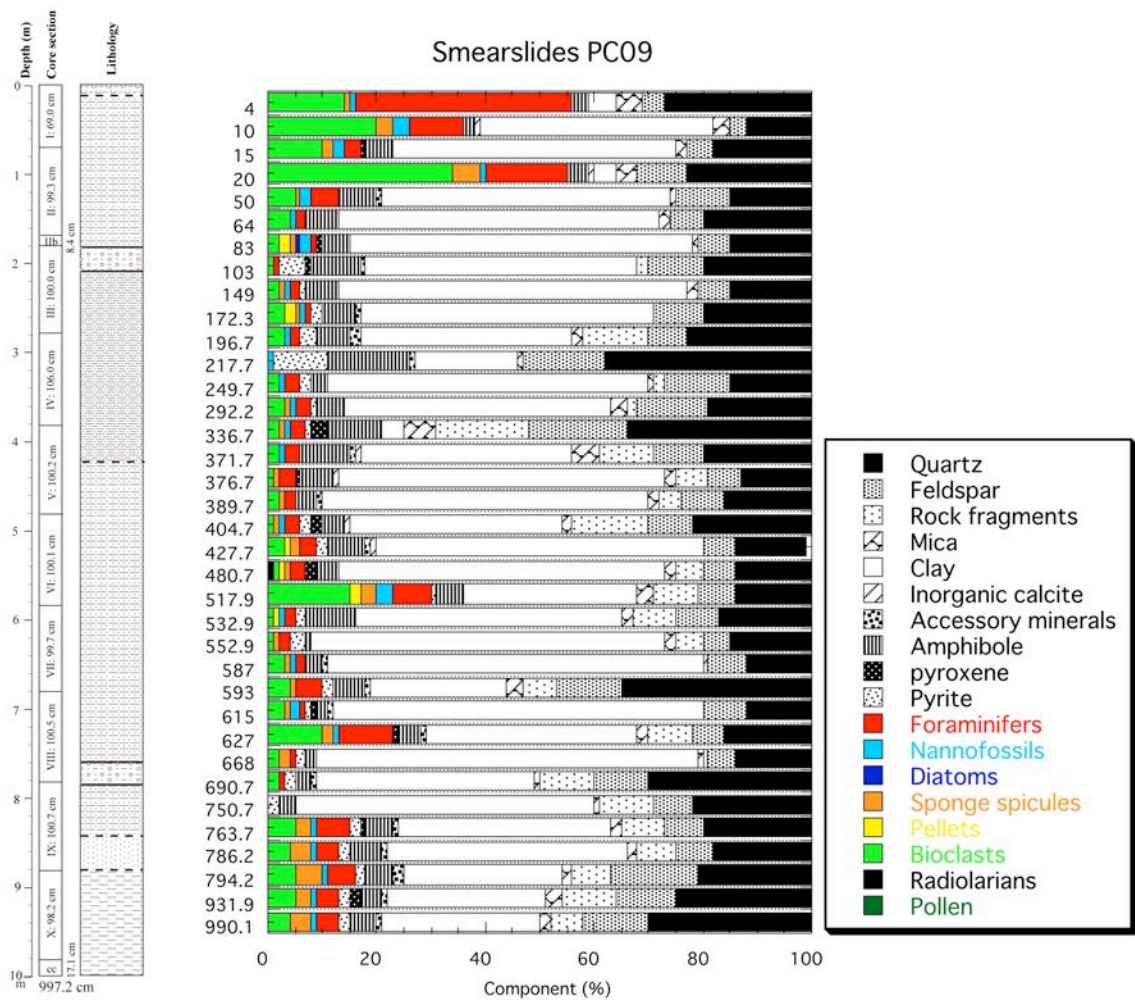 Smearslides PC09
Depth (m)
Core section
Lithology
0
1
2
3
4
5
6
7
8
9
10
m
I: 69.0 cm
II: 99.3 cm
IIb
8.4 cm
III: 100.0 cm
IV: 106.0 cm
V: 100.2 cm
VI: 100.1 cm
VII: 99.7 cm
VIII: 100.5 cm
IX: 100.7 cm
X: 98.2 cm
cc
17.1 cm
997.2 cm
4
10
15
20
50
64
83
103
149
172.3
196.7
217.7
249.7
292.2
336.7
371.7
376.7
389.7
404.7
427.7
480.7
517.9
532.9
552.9
587
593
615
627
668
690.7
750.7
763.7
786.2
794.2
931.9
990.1
0 20 40 60 80 100
Component (%)
Quartz
Feldspar
Rock fragments
Mica
Clay
Inorganic calcite
Accessory minerals
Amphibole
pyroxene
Pyrite
Foraminifers
Nannofossils
Diatoms
Sponge spicules
Pellets
Bioclasts
Radiolarians
Pollen